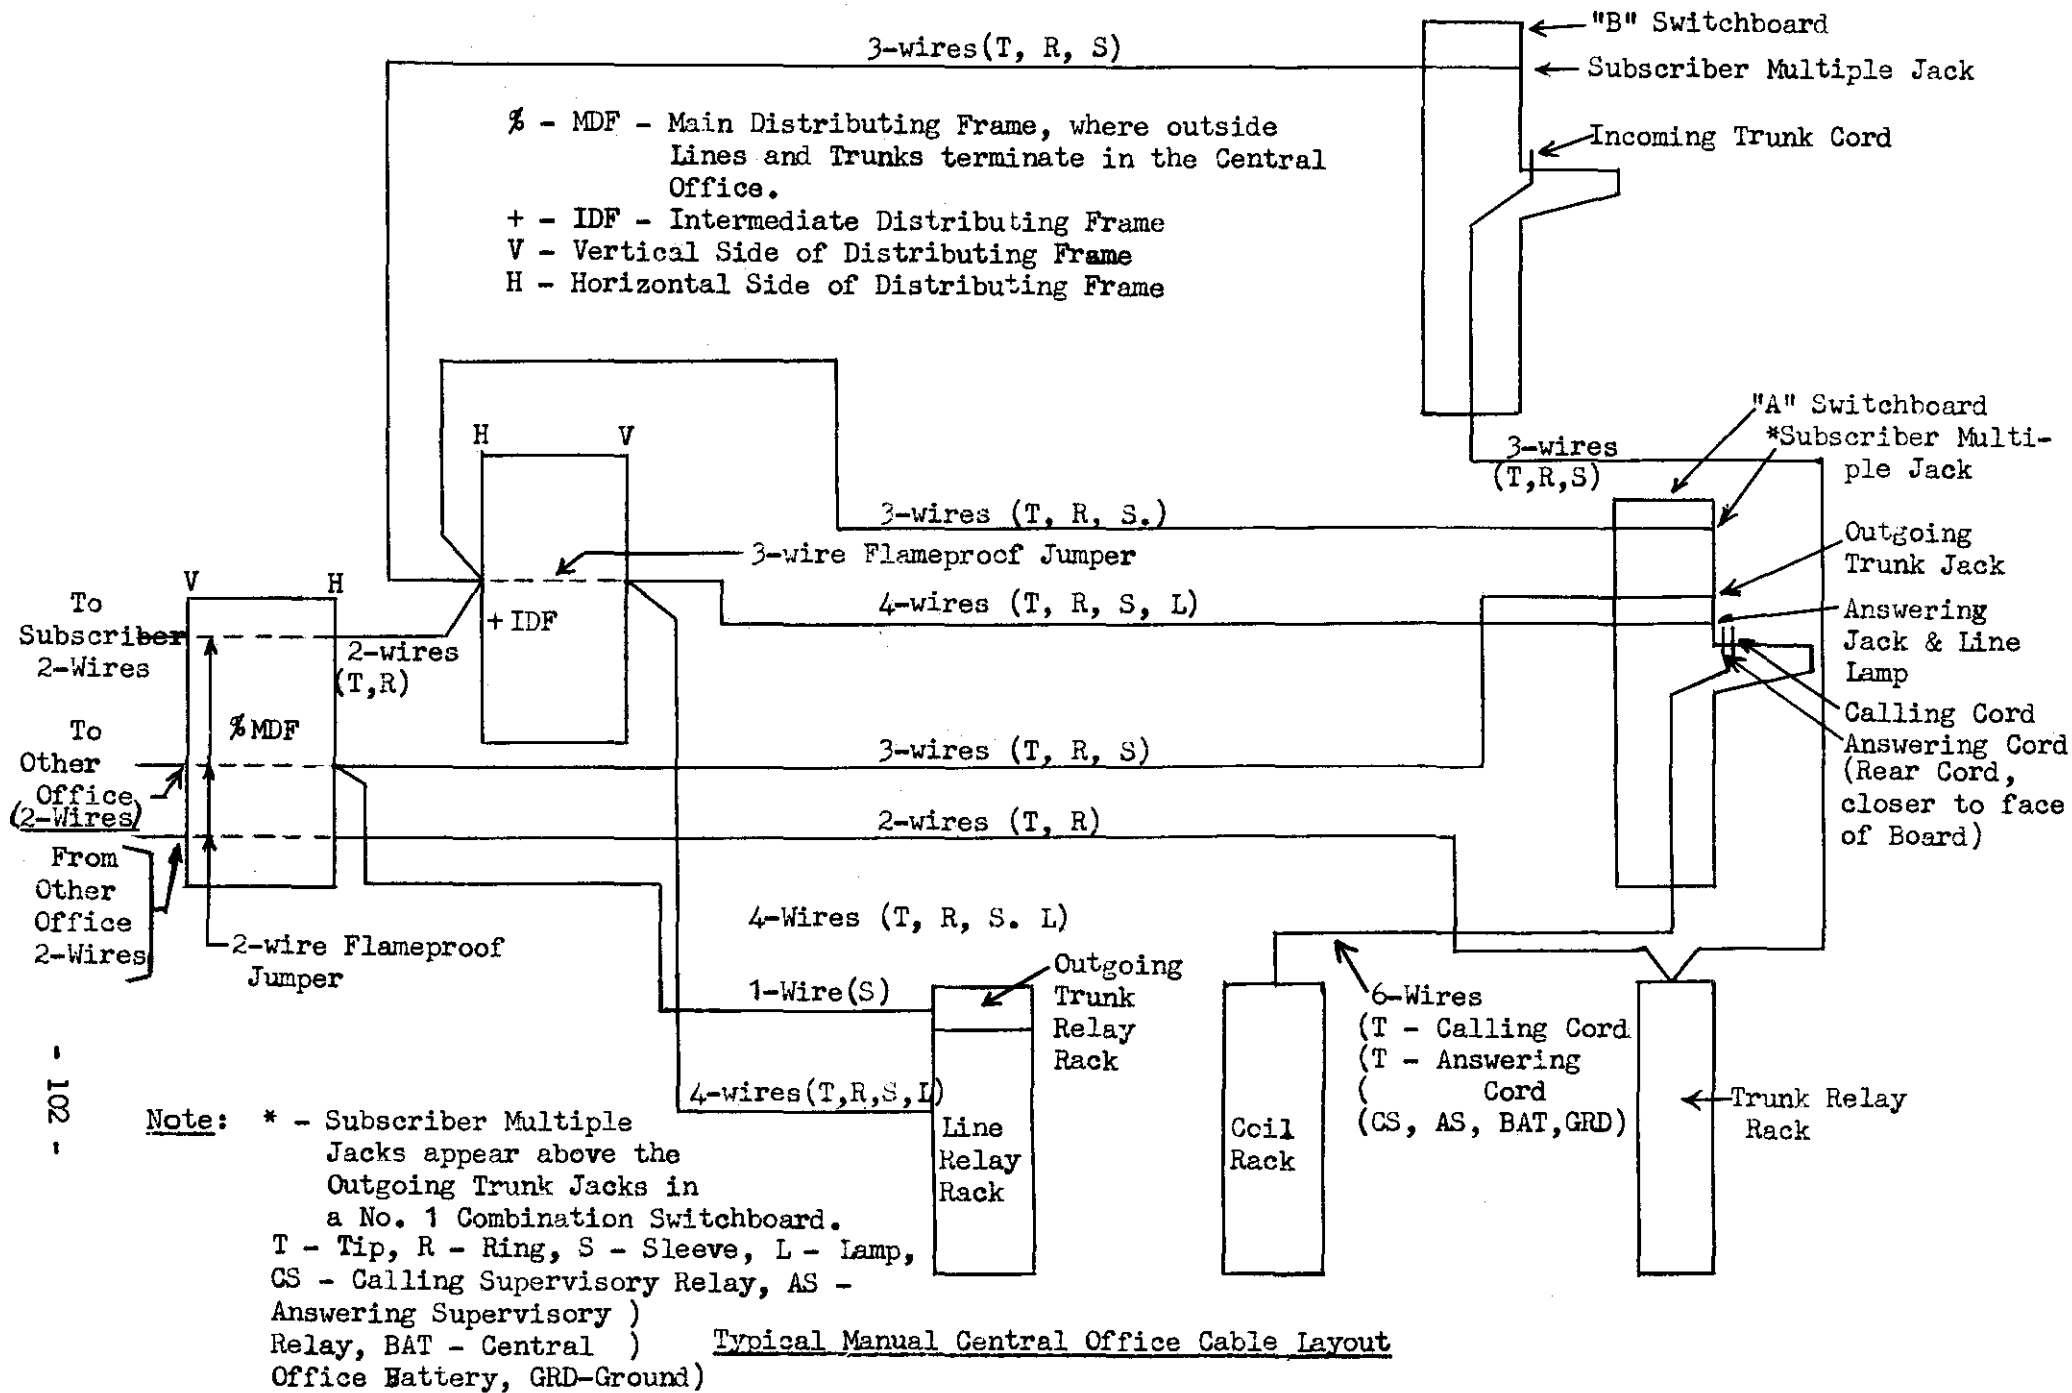 "B" Switchboard
3-wires(T, R, S)
Subscriber Multiple Jack
% - MDF - Main Distributing Frame, where outside
Lines and Trunks terminate in the Central
Office.
Incoming Trunk Cord
+ - IDF - Intermediate Distributing Frame
V - Vertical Side of Distributing Frame
H - Horizontal Side of Distributing Frame
"A" Switchboard
*Subscriber Multi-
ple Jack
H
V
3-wires
(T,R,S)
3-wires (T, R, S.)
3-wire Flameproof Jumper
Outgoing
Trunk Jack
V
H
To
Subscriber
2-Wires
+ IDF
4-wires (T, R, S, L)
Answering
Jack & Line
Lamp
2-wires
(T,R)
% MDF
To
Other
Office
(2-Wires)
3-wires (T, R, S)
Calling Cord
Answering Cord
(Rear Cord,
closer to face
of Board)
2-wires (T, R)
From
Other
Office
2-Wires
2-wire Flameproof
Jumper
4-Wires (T, R, S. L)
1-Wire(S)
Outgoing
Trunk
Relay
Rack
6-Wires
(T - Calling Cord
(T - Answering
( Cord
(CS, AS, BAT,GRD)
4-wires(T,R,S,L)
Line
Relay
Rack
Coil
Rack
Trunk Relay
Rack
- 102 -
Note: * - Subscriber Multiple
Jacks appear above the
Outgoing Trunk Jacks in
a No. 1 Combination Switchboard.
T - Tip, R - Ring, S - Sleeve, L - Lamp,
CS - Calling Supervisory Relay, AS -
Answering Supervisory )
Relay, BAT - Central )
Office Battery, GRD-Ground)
Typical Manual Central Office Cable Layout